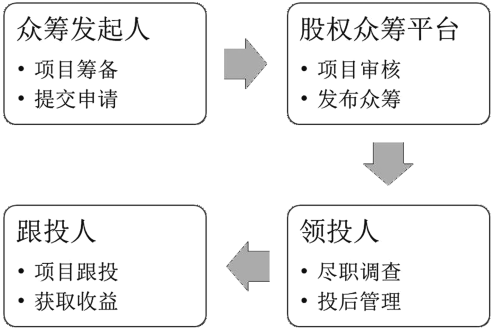 众筹发起人
• 项目筹备
• 提交申请
股权众筹平台
• 项目审核
• 发布众筹
领投人
• 尽职调查
• 投后管理
跟投人
• 项目跟投
• 获取收益